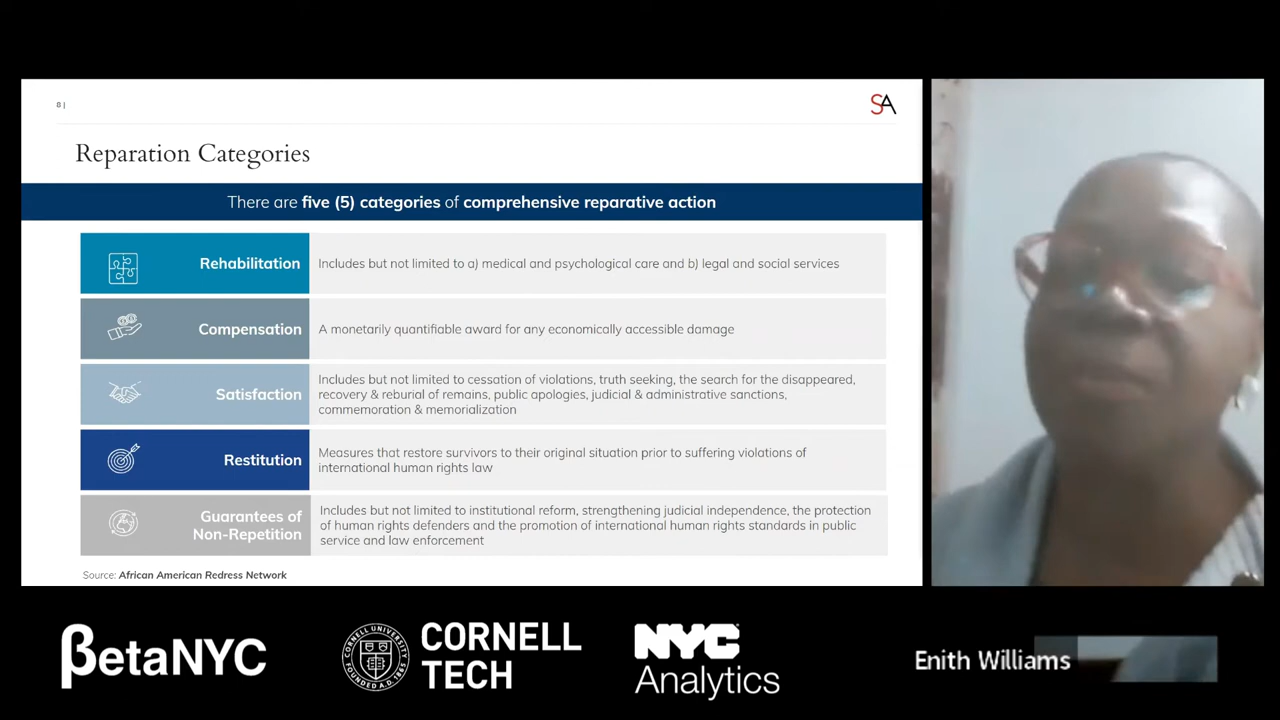 8 |
SA
Reparation Categories
There are five (5) categories of comprehensive reparative action
Rehabilitation
Includes but not limited to a) medical and psychological care and b) legal and social services
Compensation
A monetarily quantifiable award for any economically accessible damage
Satisfaction
Includes but not limited to cessation of violations, truth seeking, the search for the disappeared,
recovery & reburial of remains, public apologies, judicial & administrative sanctions,
commemoration & memorialization
Restitution
Measures that restore survivors to their original situation prior to suffering violations of
international human rights law
Guarantees of
Non-Repetition
Includes but not limited to institutional reform, strengthening judicial independence, the protection
of human rights defenders and the promotion of international human rights standards in public
service and law enforcement
Source: African American Redress Network
βetaNYC
CORNELL
TECH
NYC
Analytics
Enith Williams